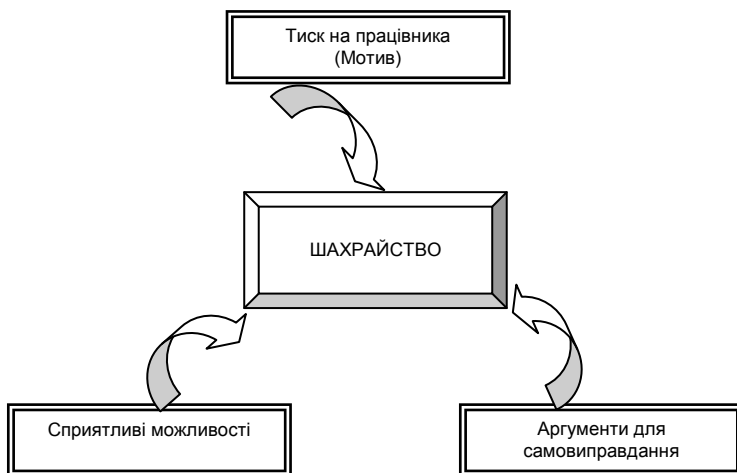 Тиск на працівника
(Мотив)
ШАХРАЙСТВО
Сприятливі можливості
Аргументи для
самовиправдання